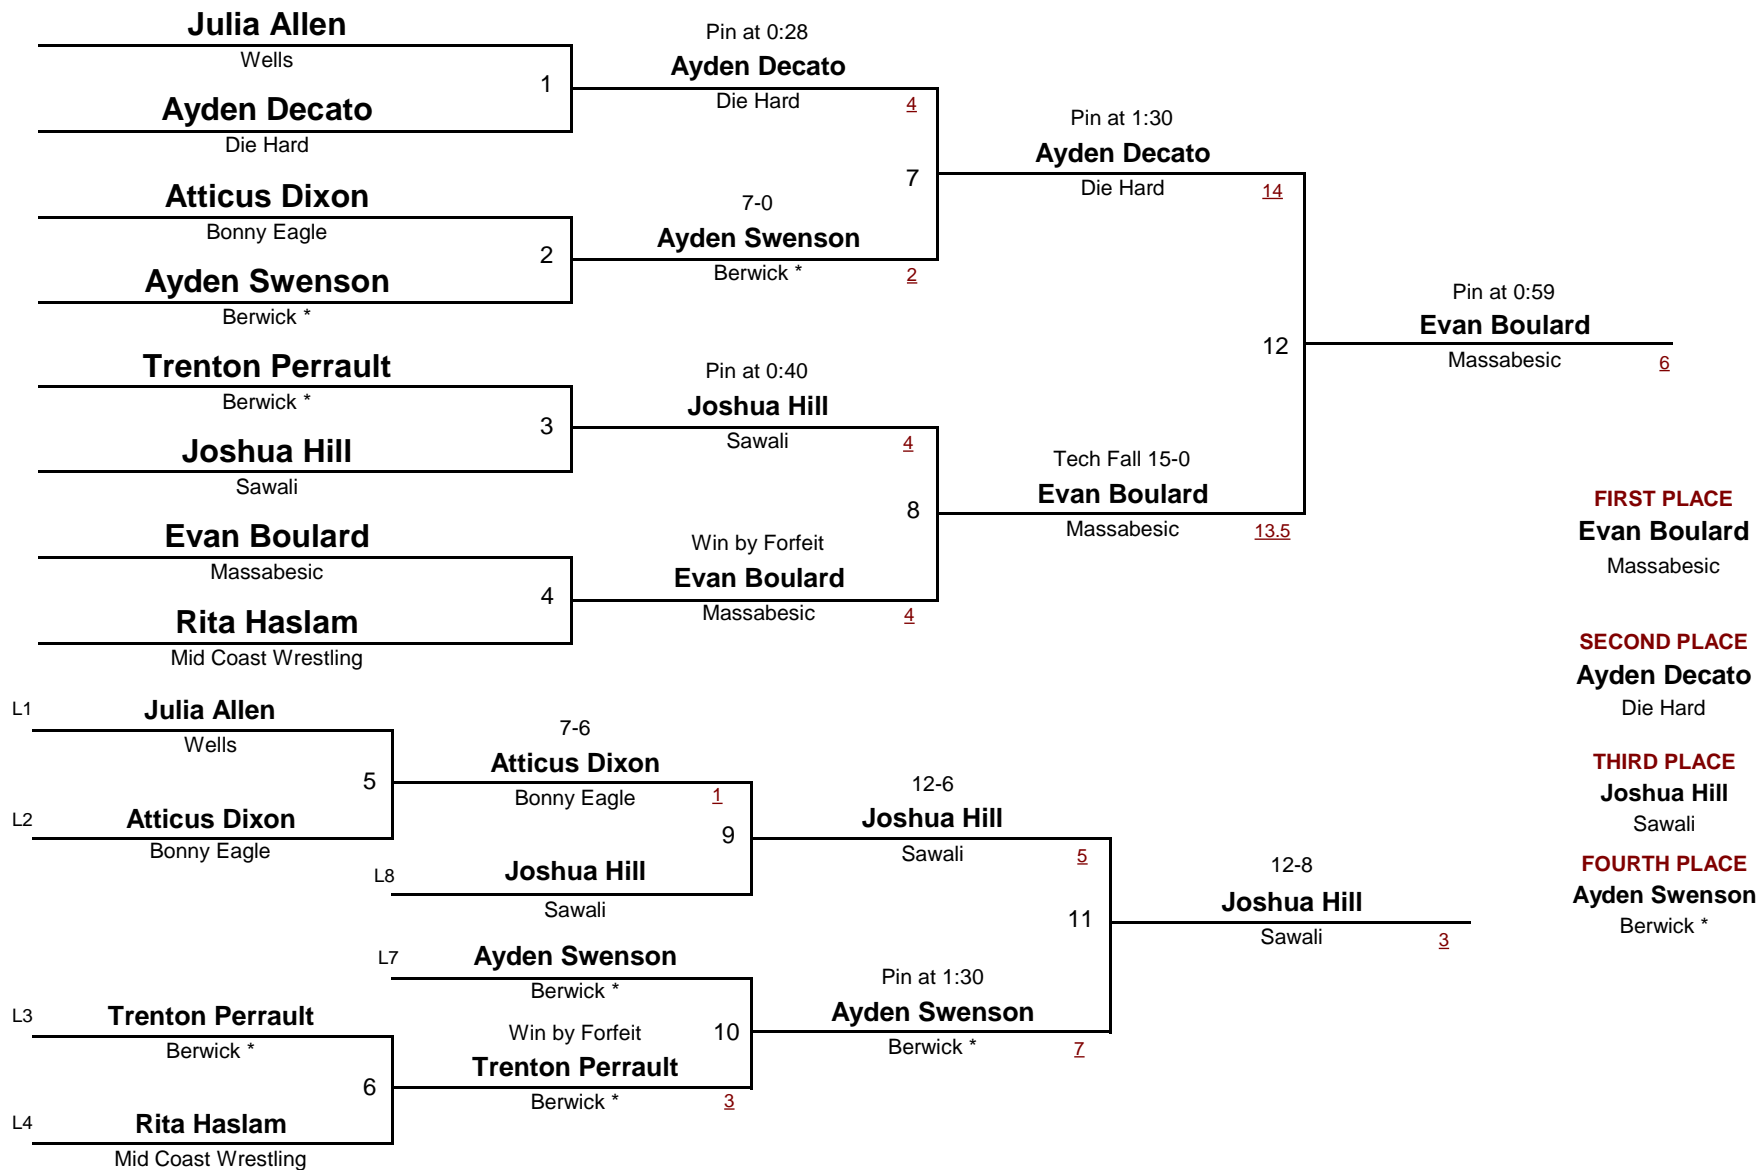 Julia Allen
Wells
1
Ayden Decato
Die Hard
Pin at 0:28
Ayden Decato
Die Hard
4
Atticus Dixon
Bonny Eagle
2
Ayden Swenson
Berwick *
7-0
Ayden Swenson
Berwick *
2
7
Pin at 1:30
Ayden Decato
Die Hard
14
Trenton Perrault
Berwick *
3
Joshua Hill
Sawali
Pin at 0:40
Joshua Hill
Sawali
4
Evan Boulard
Massabesic
4
Rita Haslam
Mid Coast Wrestling
Win by Forfeit
Evan Boulard
Massabesic
4
8
Tech Fall 15-0
Evan Boulard
Massabesic
13.5
12
Pin at 0:59
Evan Boulard
Massabesic
6
FIRST PLACE
Evan Boulard
Massabesic
SECOND PLACE
Ayden Decato
Die Hard
THIRD PLACE
Joshua Hill
Sawali
FOURTH PLACE
Ayden Swenson
Berwick *
L1
Julia Allen
Wells
5
L2
Atticus Dixon
Bonny Eagle
7-6
Atticus Dixon
Bonny Eagle
1
9
L8
Joshua Hill
Sawali
12-6
Joshua Hill
Sawali
5
L7
Ayden Swenson
Berwick *
L3
Trenton Perrault
Berwick *
6
L4
Rita Haslam
Mid Coast Wrestling
Win by Forfeit
Trenton Perrault
Berwick *
3
10
Pin at 1:30
Ayden Swenson
Berwick *
7
11
12-8
Joshua Hill
Sawali
3